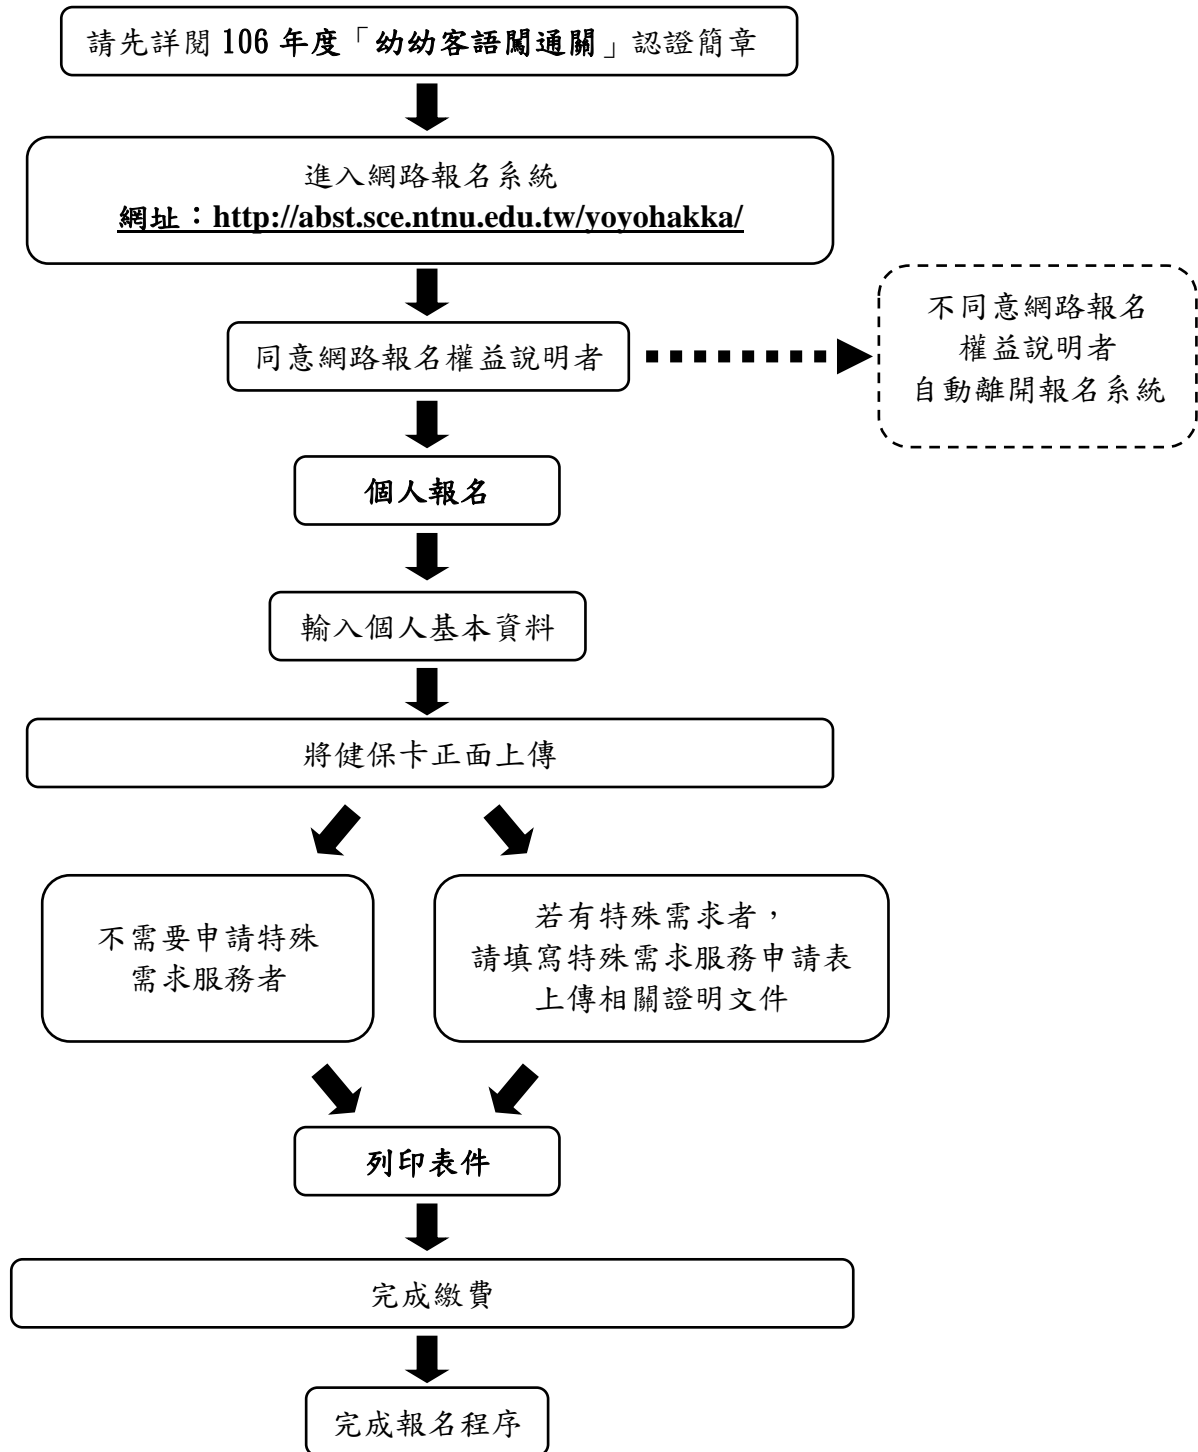 請先詳閱 106 年度「幼幼客語闖通關」認證簡章
進入網路報名系統
網址：http://abst.sce.ntnu.edu.tw/yoyohakka/
同意網路報名權益說明者
不同意網路報名
權益說明者
自動離開報名系統
個人報名
輸入個人基本資料
將健保卡正面上傳
不需要申請特殊
需求服務者
若有特殊需求者，
請填寫特殊需求服務申請表
上傳相關證明文件
列印表件
完成繳費
完成報名程序